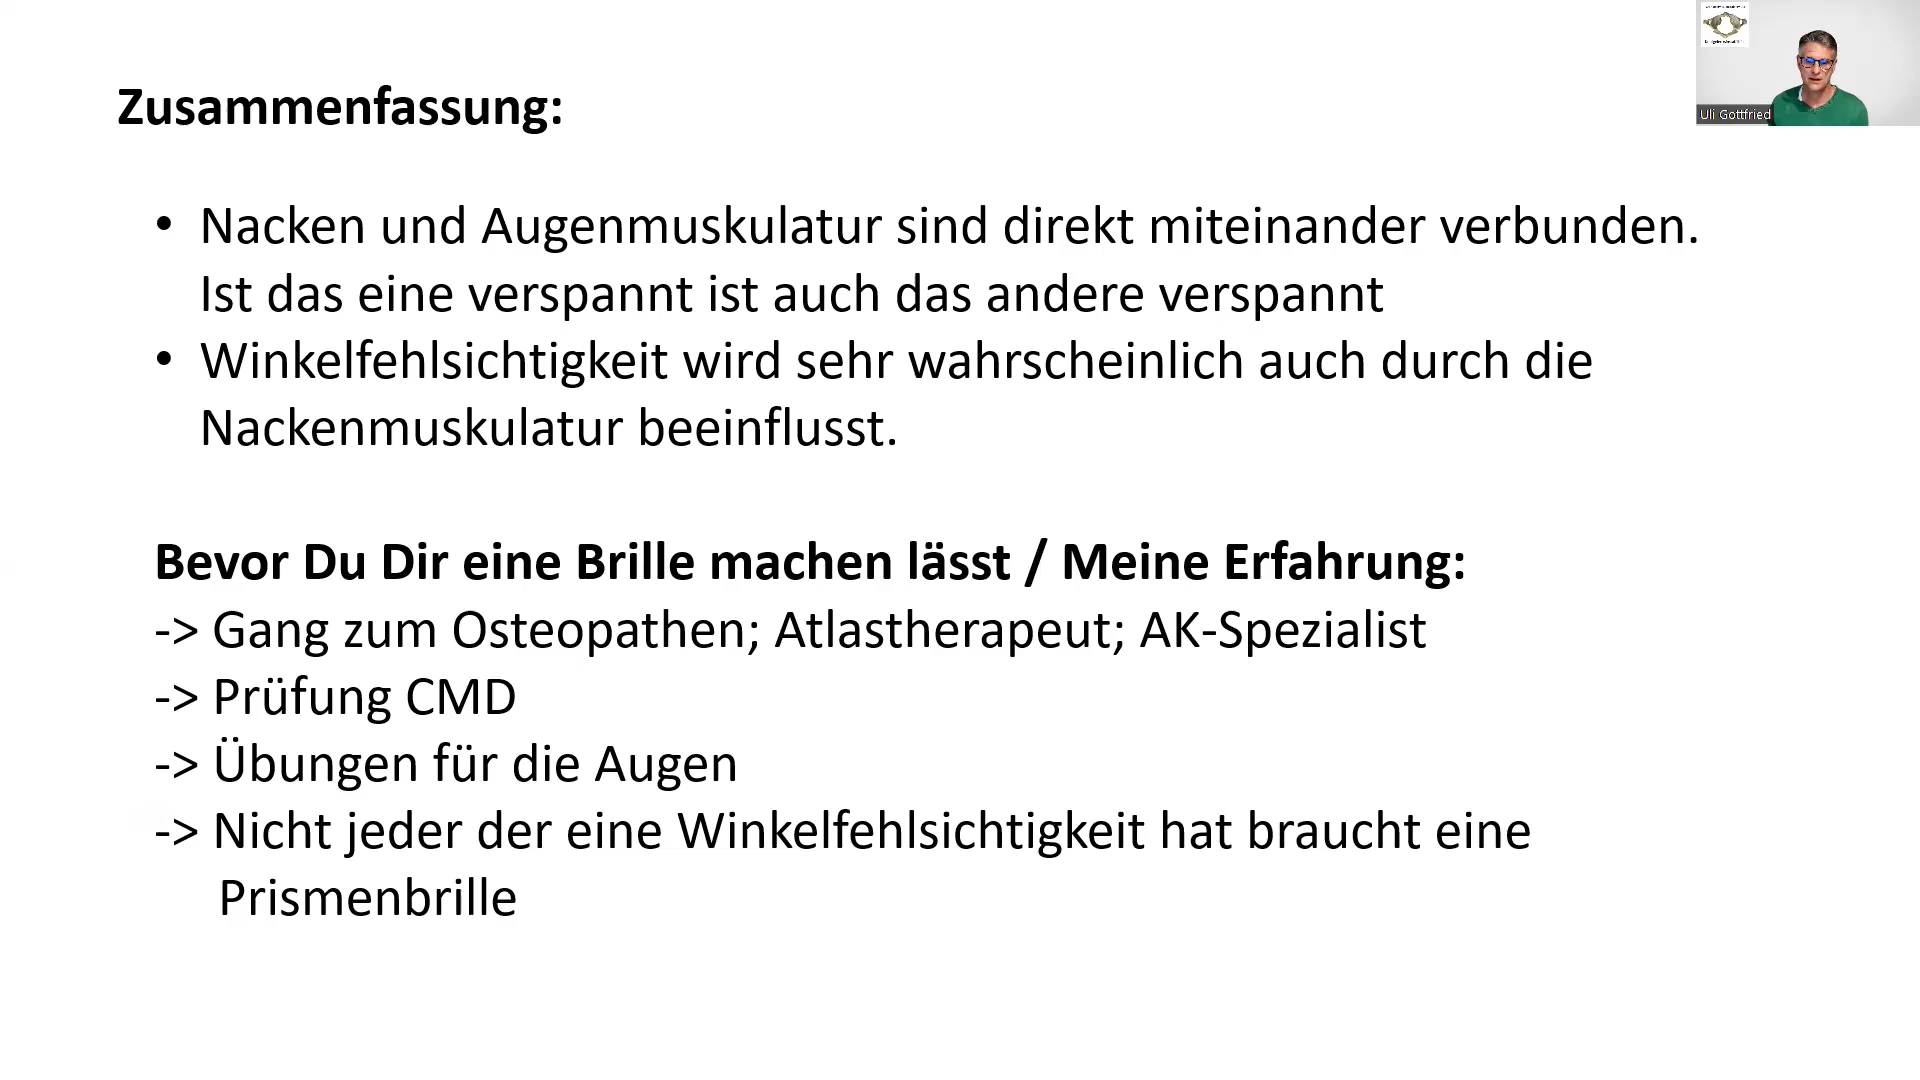 Zusammenfassung:
• Nacken und Augenmuskulatur sind direkt miteinander verbunden.
Ist das eine verspannt ist auch das andere verspannt
• Winkelfehlsichtigkeit wird sehr wahrscheinlich auch durch die
Nackenmuskulatur beeinflusst.
Bevor Du Dir eine Brille machen lässt / Meine Erfahrung:
-> Gang zum Osteopathen; Atlastherapeut; AK-Spezialist
-> Prüfung CMD
-> Übungen für die Augen
-> Nicht jeder der eine Winkelfehlsichtigkeit hat braucht eine
Prismenbrille
Uli Gottfried